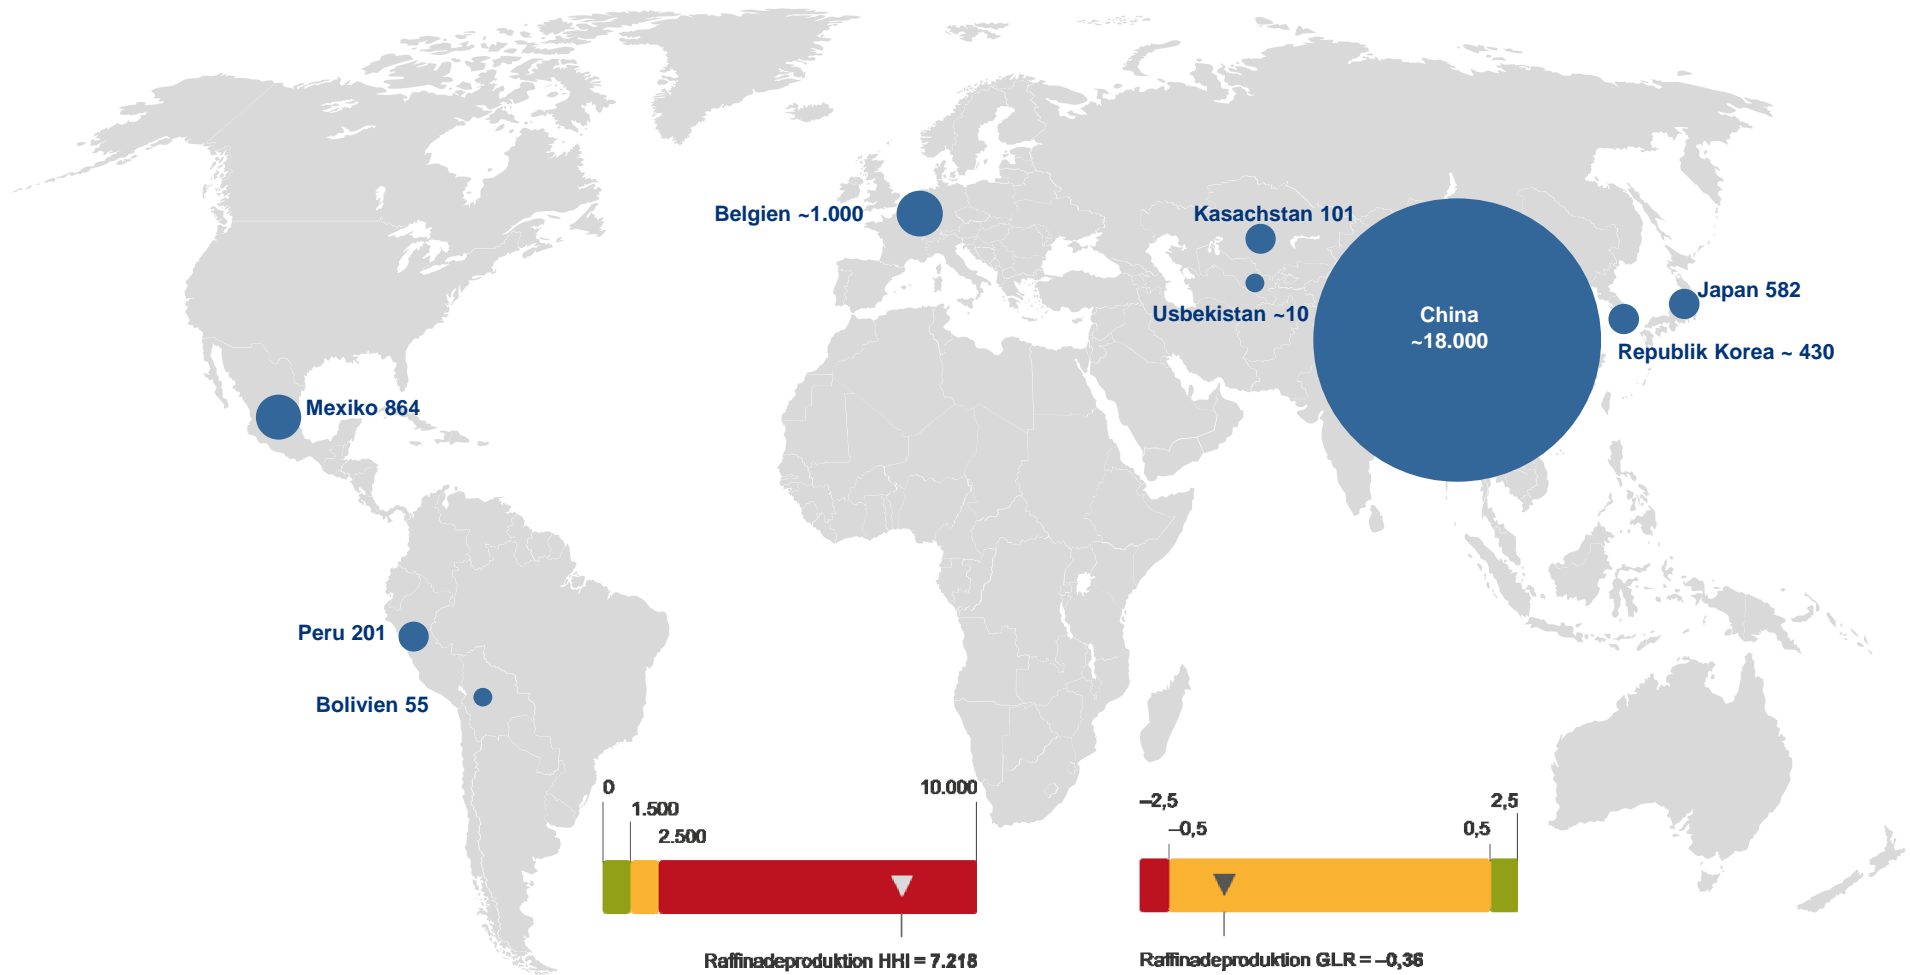 Belgien ~1.000
Kasachstan 101
Usbekistan ~10
China
~18.000
Japan 582
Republik Korea ~ 430
Mexiko 864
Peru 201
Bolivien 55
0
10.000
1.500
2.500
Raffinadeproduktion HHI = 7.218
–2,5
2,5
–0,5
0,5
Raffinadeproduktion GLR = –0,36